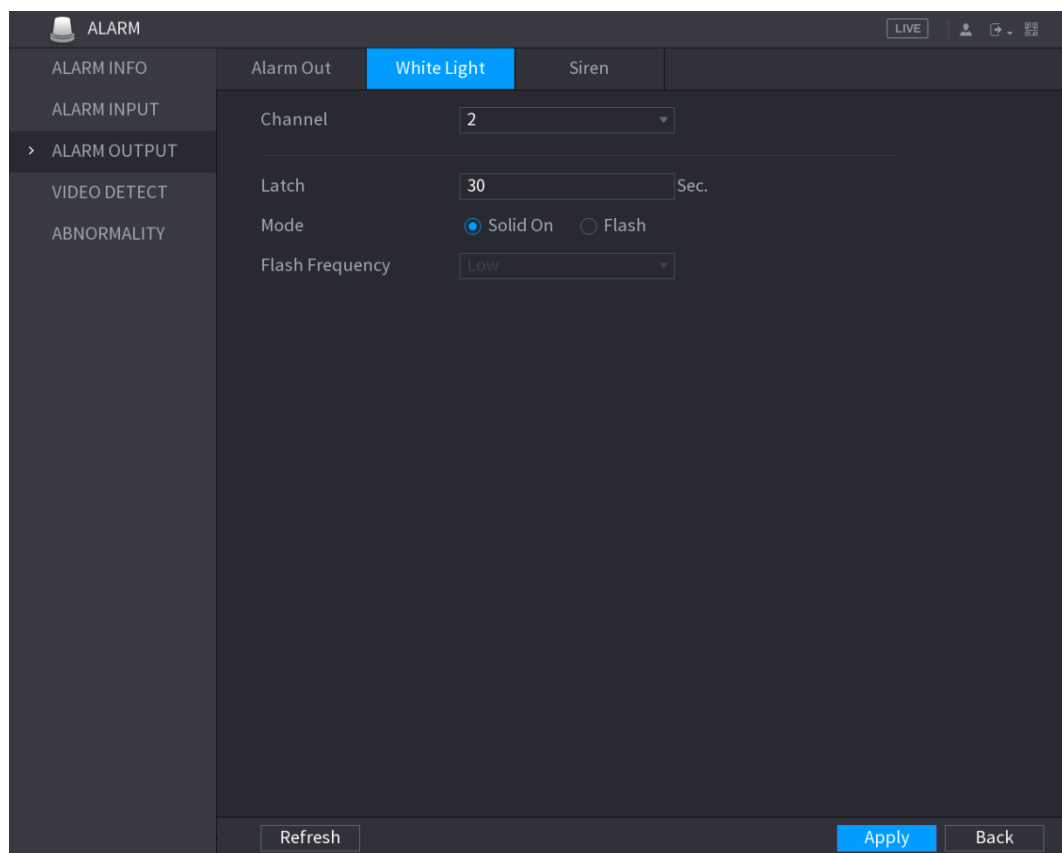 ALARM
LIVE
ALARM INFO
ALARM INPUT
> ALARM OUTPUT
VIDEO DETECT
ABNORMALITY
Alarm Out White Light Siren
Channel 2
Latch 30 Sec.
Mode Solid On Flash
Flash Frequency Low
Refresh Apply Back